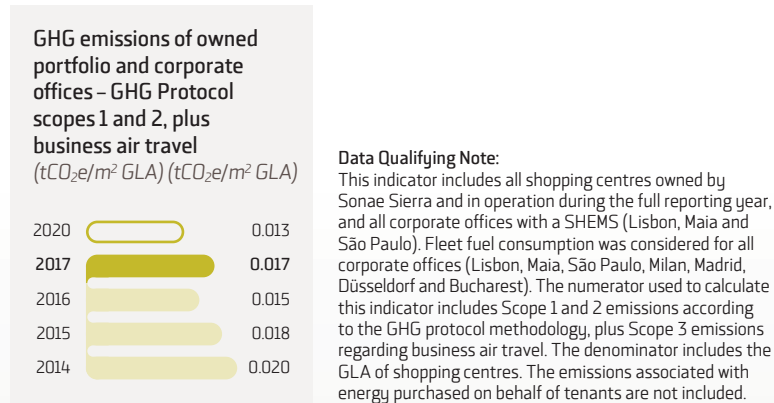 GHG emissions of owned
portfolio and corporate
offices – GHG Protocol
scopes 1 and 2, plus
business air travel
(tCO₂e/m² GLA) (tCO₂e/m² GLA)
2020 0.013
2017 0.017
2016 0.015
2015 0.018
2014 0.020
Data Qualifying Note:
This indicator includes all shopping centres owned by
Sonae Sierra and in operation during the full reporting year,
and all corporate offices with a SHEMS (Lisbon, Maia and
São Paulo). Fleet fuel consumption was considered for all
corporate offices (Lisbon, Maia, São Paulo, Milan, Madrid,
Düsseldorf and Bucharest). The numerator used to calculate
this indicator includes Scope 1 and 2 emissions according
to the GHG protocol methodology, plus Scope 3 emissions
regarding business air travel. The denominator includes the
GLA of shopping centres. The emissions associated with
energy purchased on behalf of tenants are not included.